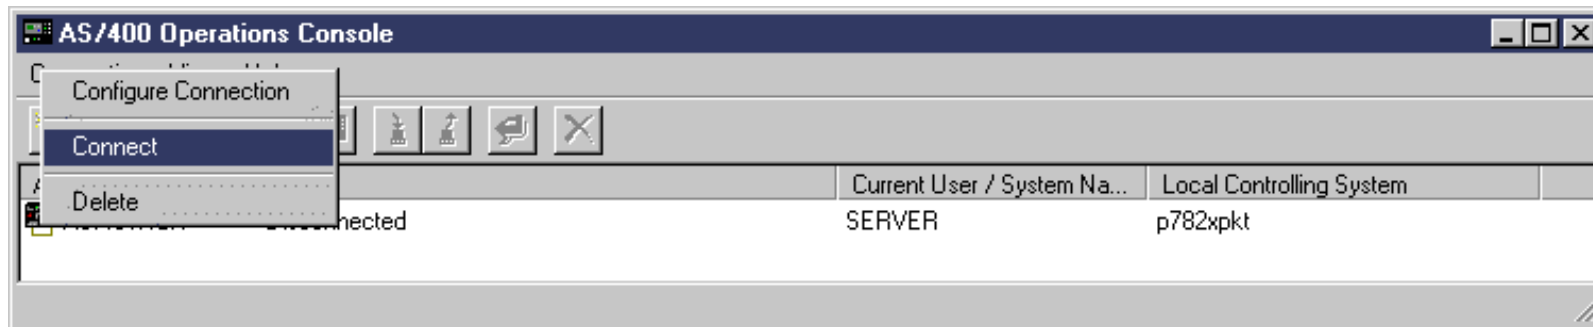 AS/400 Operations Console
Configure Connection
Connect
Current User / System Na... Local Controlling System
Delete
SERVER p782xpkt